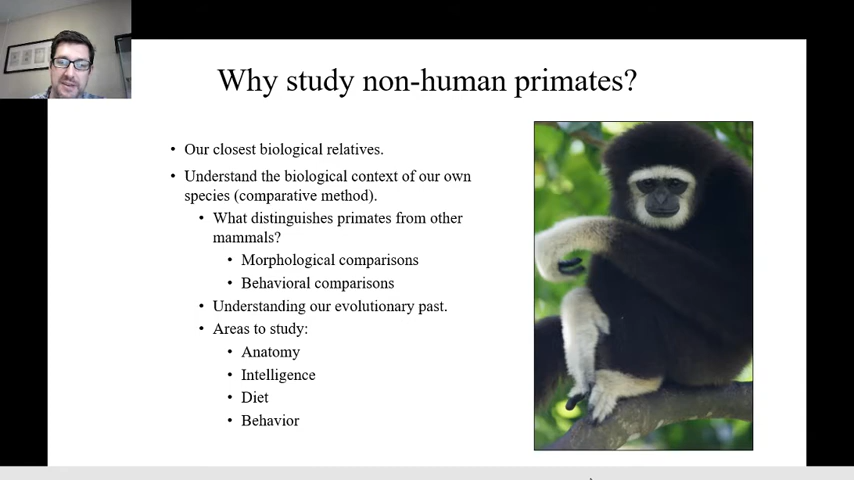 Why study non-human primates?
• Our closest biological relatives.
• Understand the biological context of our own
species (comparative method).
• What distinguishes primates from other
mammals?
• Morphological comparisons
• Behavioral comparisons
• Understanding our evolutionary past.
• Areas to study:
• Anatomy
• Intelligence
• Diet
• Behavior